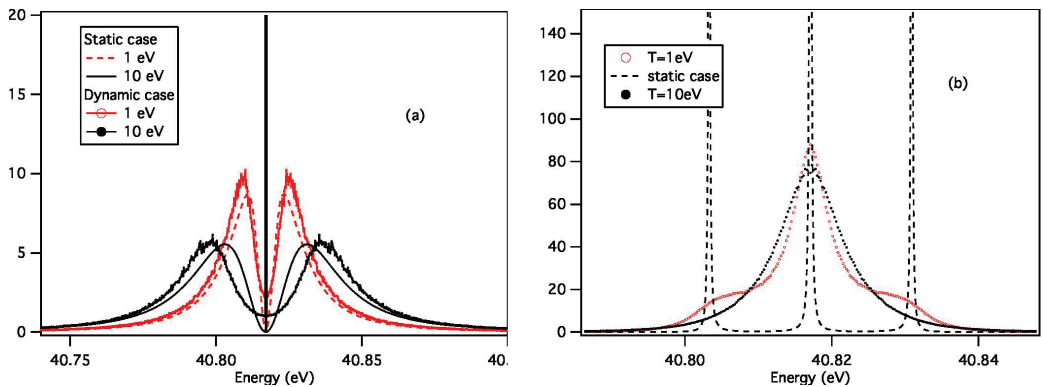 20
15
10
5
0
Static case
1 eV
10 eV
Dynamic case
1 eV
10 eV
(a)
40.75 40.80 40.85 40.
Energy (eV)
140
120
100
80
60
40
20
0
T=1eV
static case
T=10eV
(b)
40.80 40.82 40.84
Energy (eV)